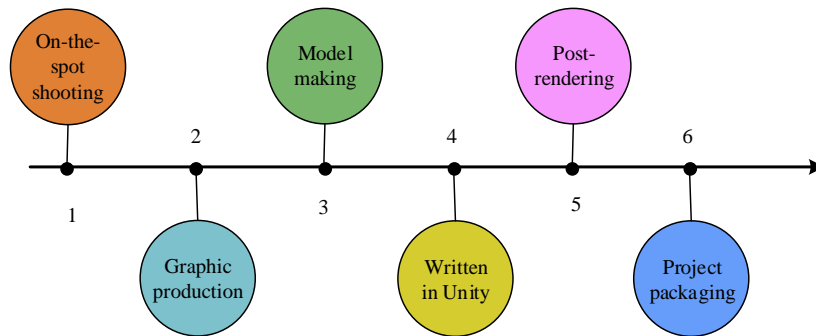 On-the-
spot
shooting
Model
making
Post-
rendering
2
4
6
1
3
5
Graphic
production
Written
in Unity
Project
packaging